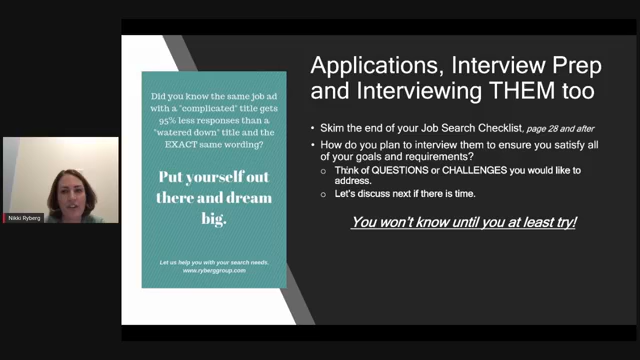 Applications, Interview Prep
and Interviewing THEM too
Did you know the same job ad
with a "complicated" title gets
95% less responses than a
"watered down" title and the
EXACT same wording?
Put yourself out
there and dream
big.
Let us help you with your search needs.
www.ryberggroup.com
• Skim the end of your Job Search Checklist, page 28 and after
• How do you plan to interview them to ensure you satisfy all
of your goals and requirements?
o Think of QUESTIONS or CHALLENGES you would like to
address.
o Let's discuss next if there is time.
You won't know until you at least try!
Nikki Ryberg